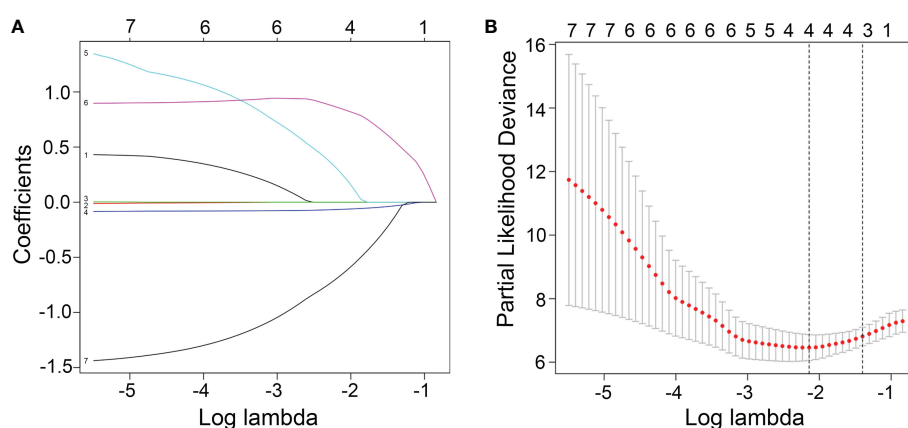 A
7 6 6 4 1
Coefficients
1.0
0.5
0.0
-0.5
-1.0
-1.5
5
6
1
3
2
4
7
-5 -4 -3 -2 -1
Log lambda
B
7 7 7 6 6 6 6 6 6 5 5 4 4 4 4 3 1
Partial Likelihood Deviance
16
14
12
10
8
6
-5 -4 -3 -2 -1
Log lambda